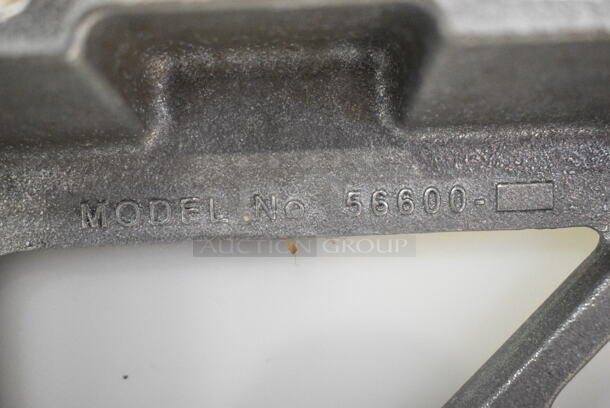 MODEL No 56600-
AUCTION GROUP